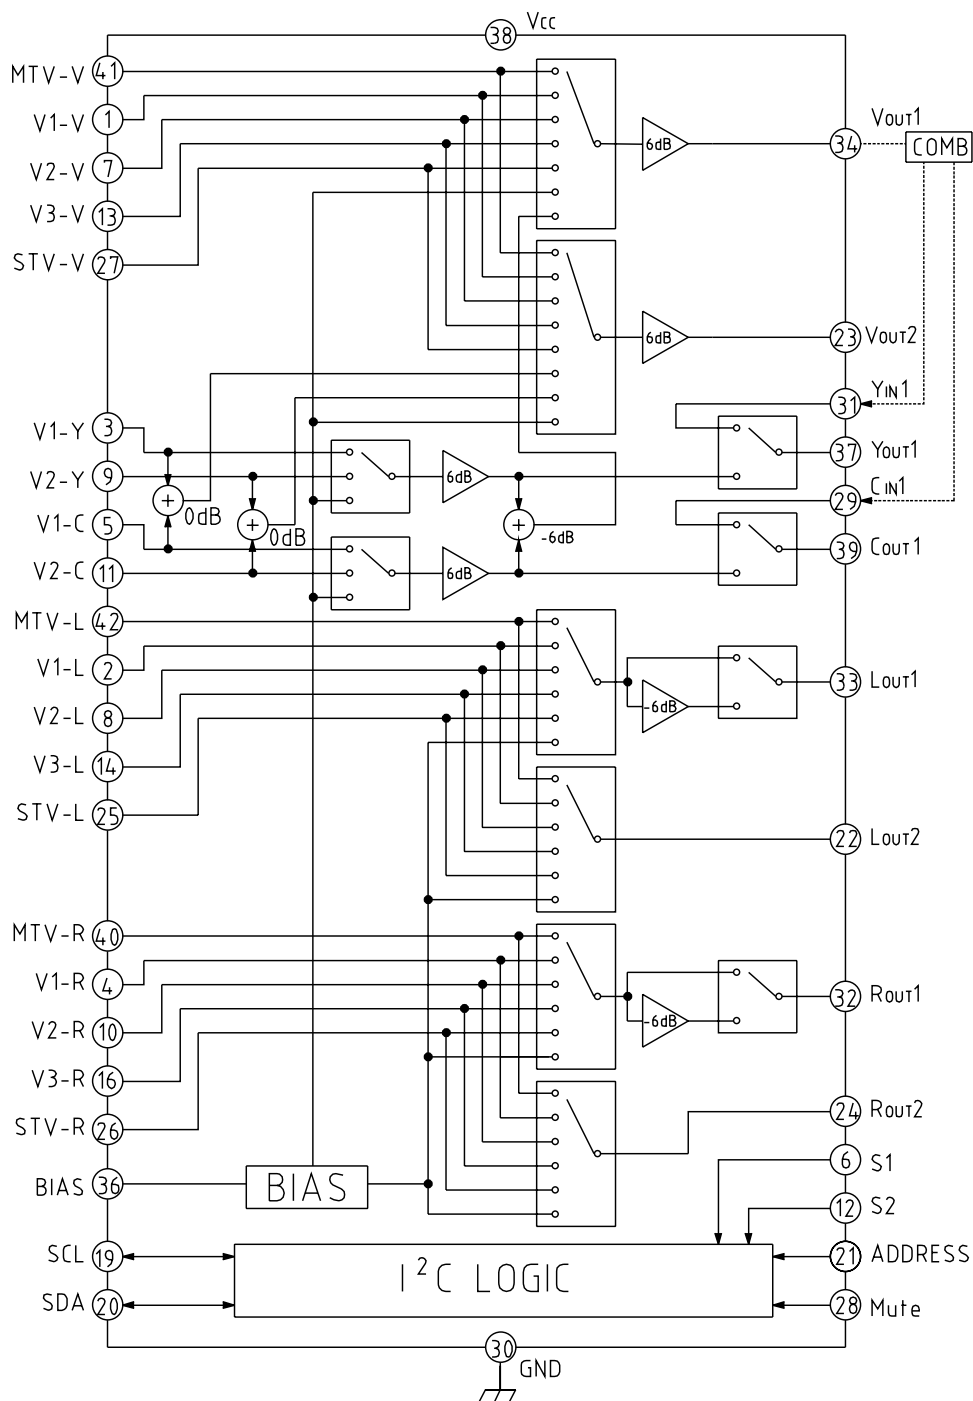 Vcc
38
MTV-V 41
V1-V 1
V2-V 7
V3-V 13
STV-V 27
6dB
34 VOUT1
COMB
6dB
23 VOUT2
31 YIN1
V1-Y 3
V2-Y 9
V1-C 5
V2-C 11
+ 0dB
+ 0dB
6dB
6dB
+ -6dB
37 YOUT1
29 CIN1
39 COUT1
MTV-L 42
V1-L 2
V2-L 8
V3-L 14
STV-L 25
-6dB
33 LOUT1
22 LOUT2
MTV-R 40
V1-R 4
V2-R 10
V3-R 16
STV-R 26
-6dB
32 ROUT1
24 ROUT2
6 S1
12 S2
BIAS 36
BIAS
SCL 19
SDA 20
I²C LOGIC
21 ADDRESS
28 Mute
30
GND